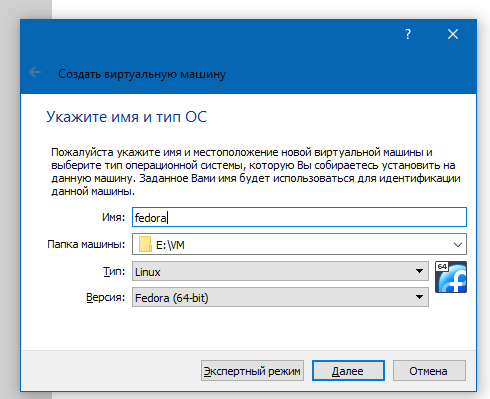 ?
Создать виртуальную машину
Укажите имя и тип ОС
Пожалуйста укажите имя и местоположение новой виртуальной машины и
выберите тип операционной системы, которую Вы собираетесь установить на
данную машину. Заданное Вами имя будет использоваться для идентификации
данной машины.
Имя: fedora
Папка машины: E:\VM
Тип: Linux
64
Версия: Fedora (64-bit)
Экспертный режим Далее Отмена